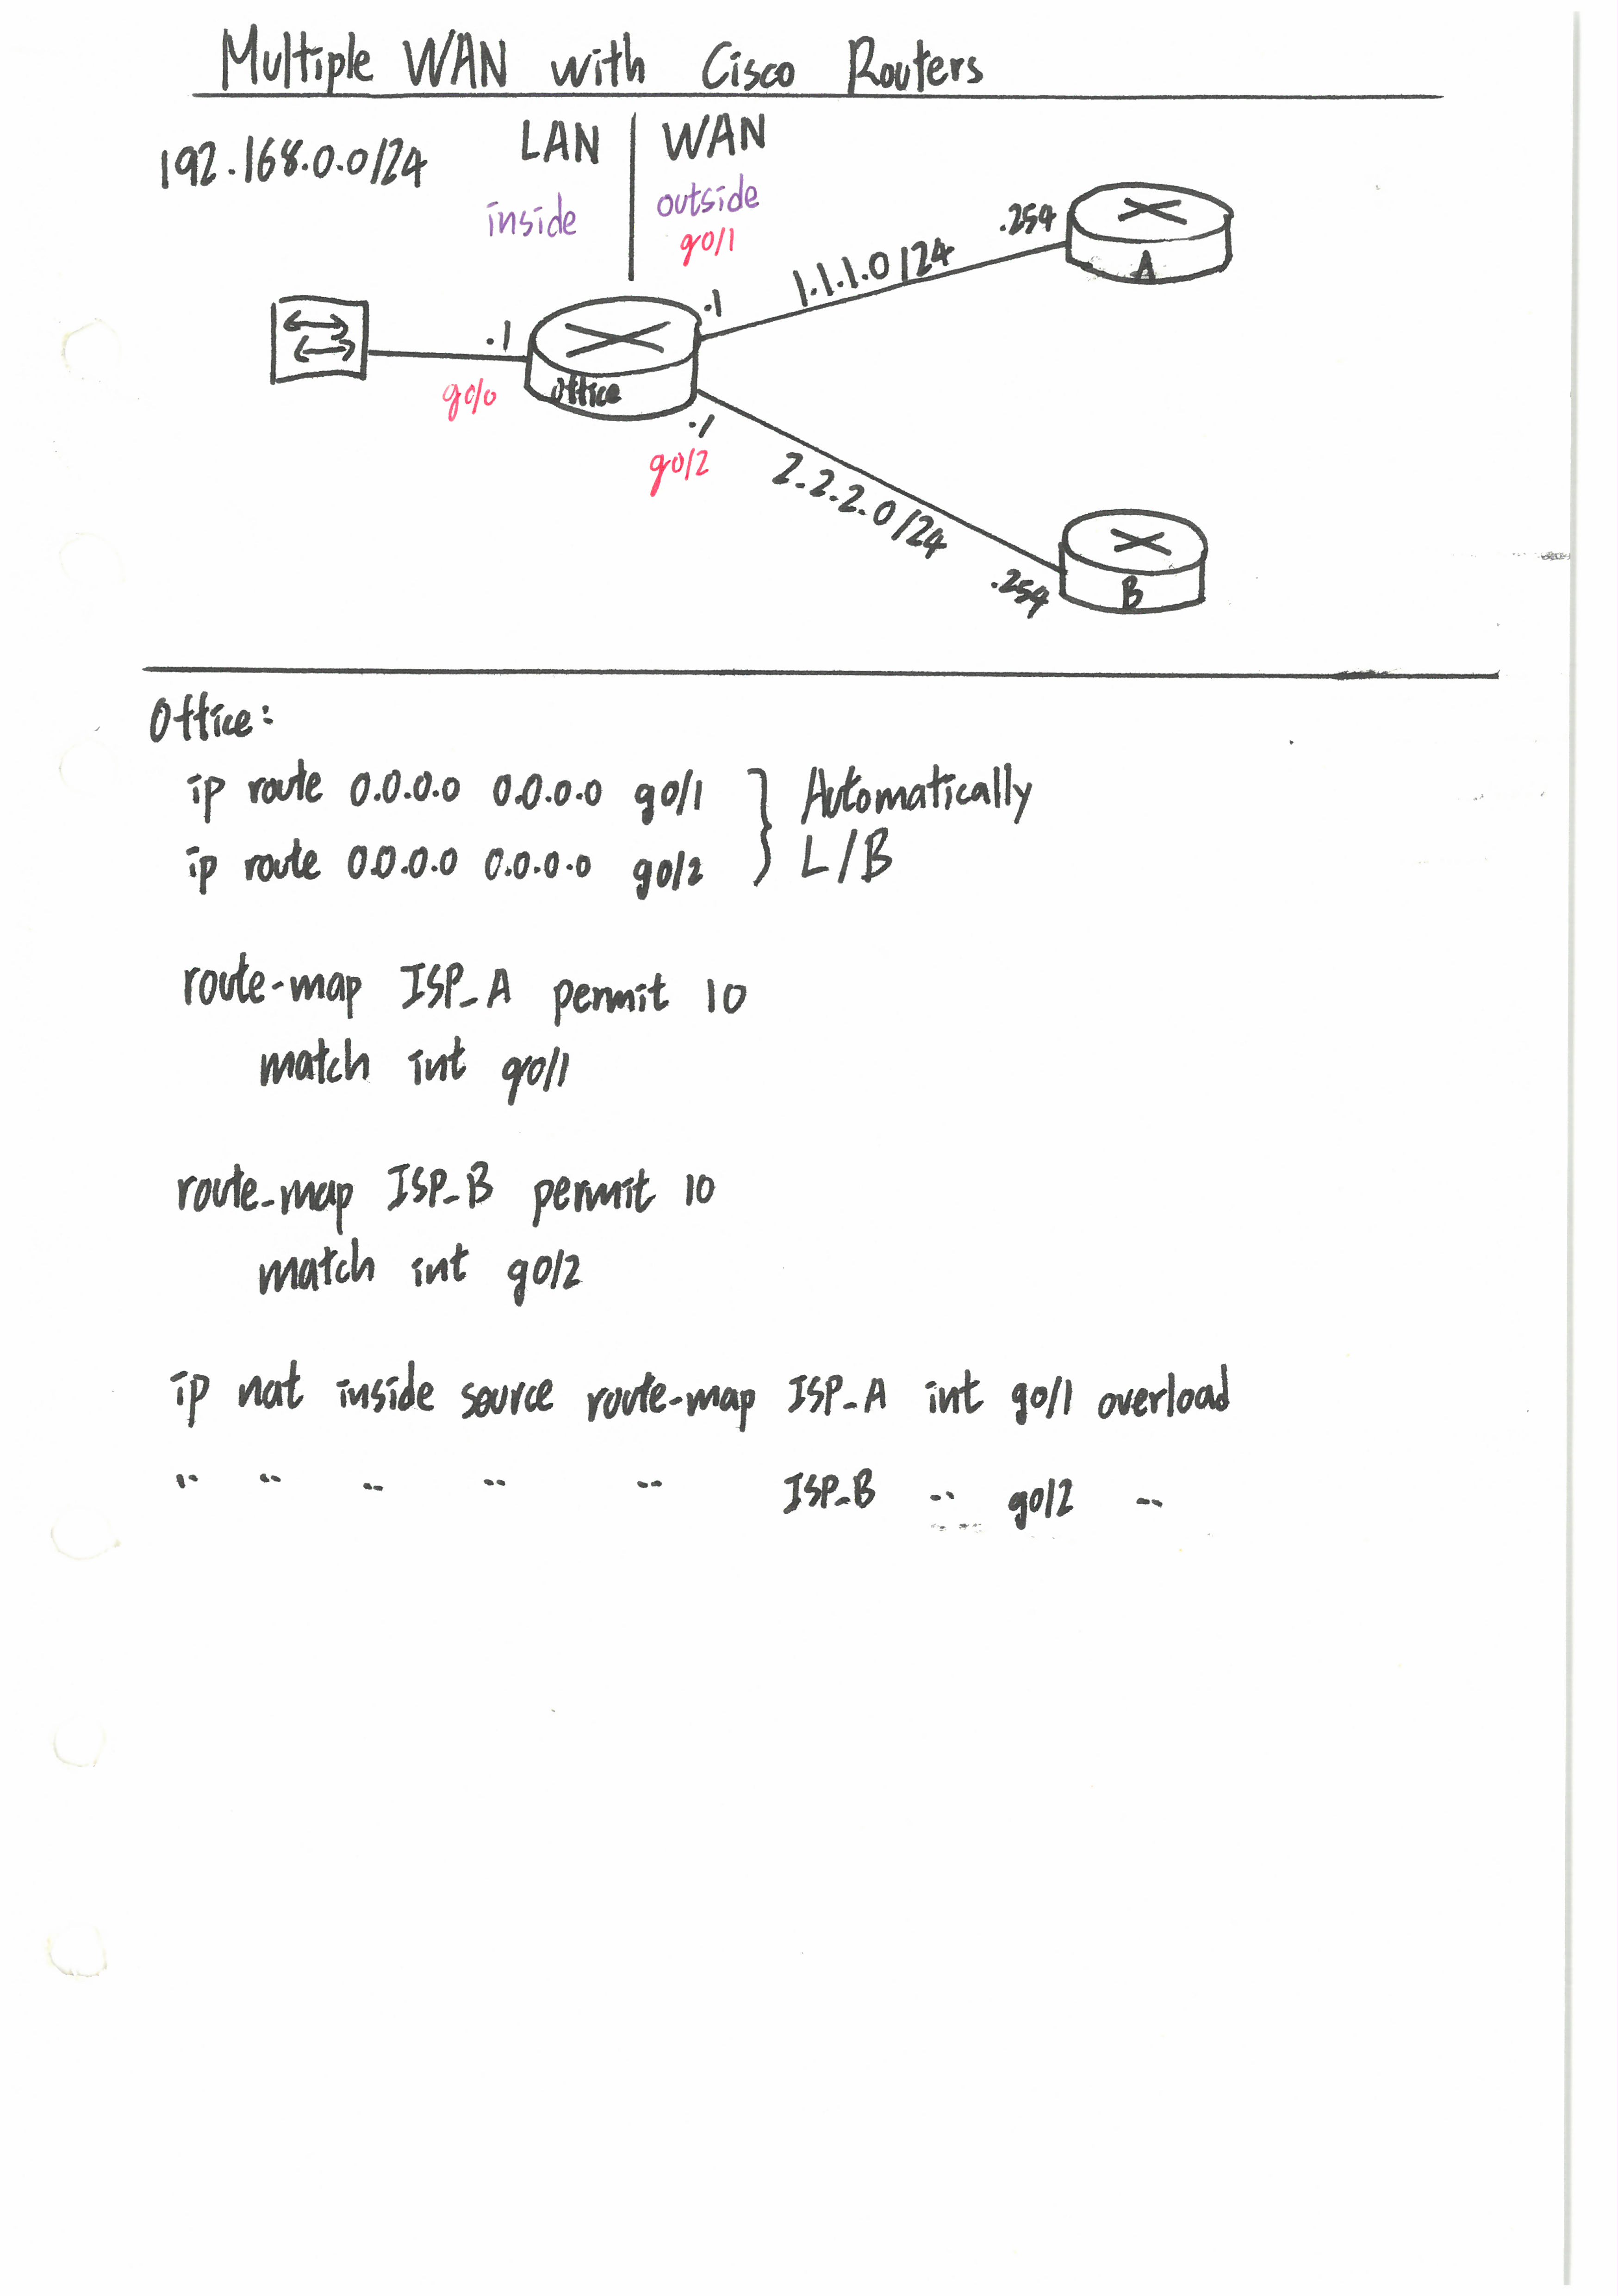 Multiple WAN with Cisco Routers
192.168.0.0/24
LAN
WAN
inside
outside
g0/1
.254
A
1.1.1.0/24
.1
.1
office
g0/0
.1
g0/2
2.2.2.0/24
.254
B
Office:
ip route 0.0.0.0 0.0.0.0 g0/1
ip route 0.0.0.0 0.0.0.0 g0/2
Automatically
L/B
route-map ISP_A permit 10
match int g0/1
route-map ISP_B permit 10
match int g0/2
ip nat inside source route-map ISP_A int g0/1 overload
" " " " " ISP_B " g0/2 "